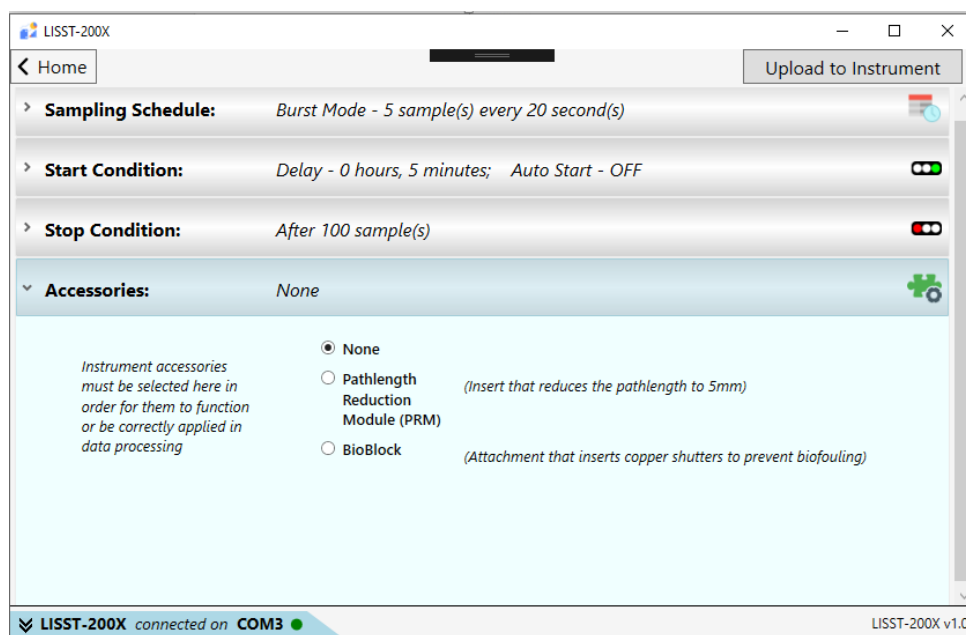 LISST-200X
Home
Upload to Instrument
Sampling Schedule: Burst Mode - 5 sample(s) every 20 second(s)
Start Condition: Delay - 0 hours, 5 minutes; Auto Start - OFF
Stop Condition: After 100 sample(s)
Accessories: None
Instrument accessories
must be selected here in
order for them to function
or be correctly applied in
data processing
None
Pathlength
Reduction
Module (PRM)
(Insert that reduces the pathlength to 5mm)
BioBlock
(Attachment that inserts copper shutters to prevent biofouling)
LISST-200X connected on COM3
LISST-200X v1.0